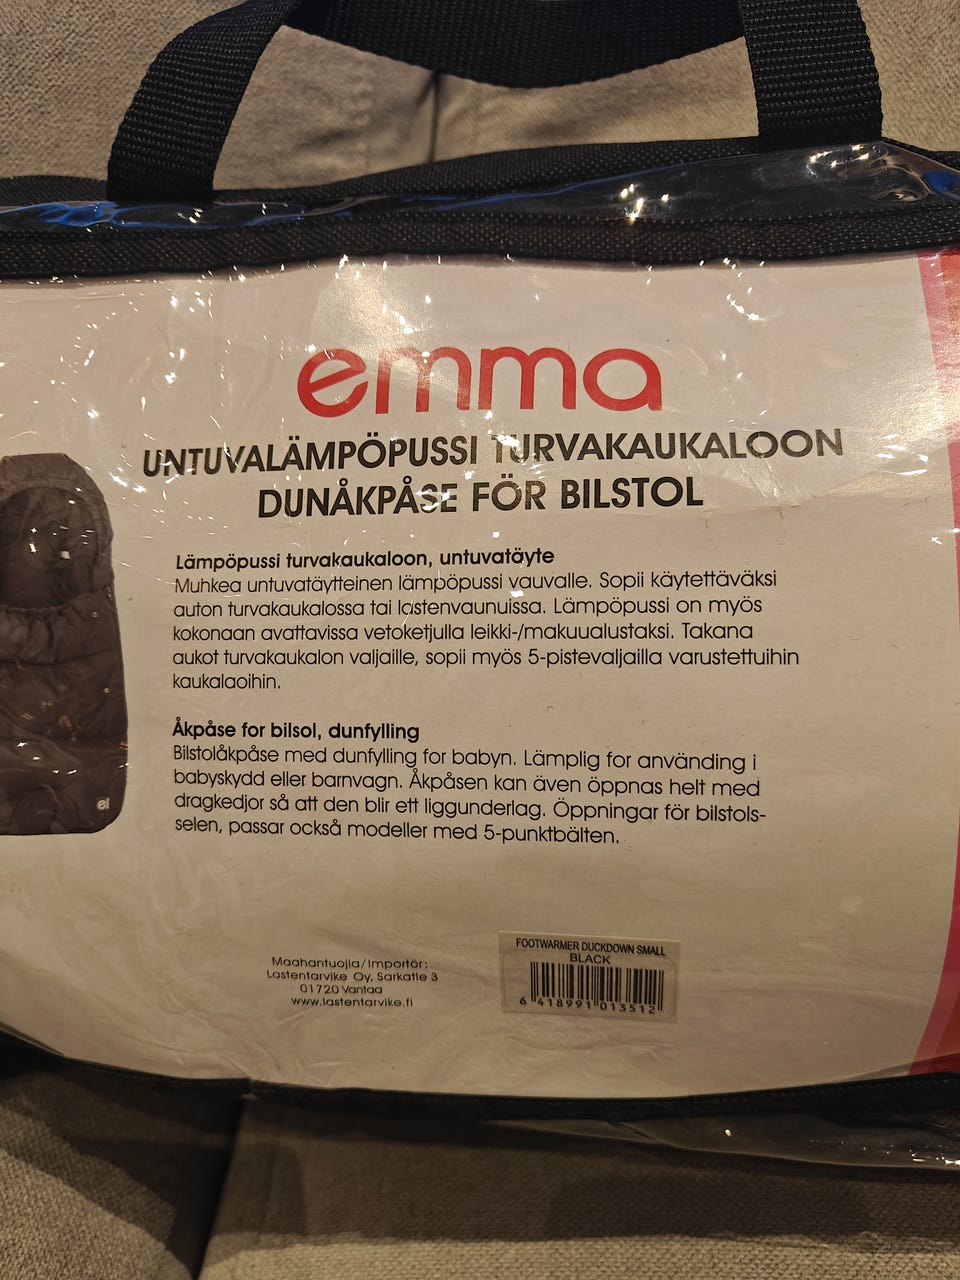 emma
UNTUVALÄMPÖPUSSI TURVAKAUKALOON
DUNÅKPÅSE FÖR BILSTOL
Lämpöpussi turvakaukaloon, untuvatäyte
Muhkea untuvatäytteinen lämpöpussi vauvalle. Sopii käytettäväksi
auton turvakaukalossa tai lastenvaunuissa. Lämpöpussi on myös
kokonaan avattavissa vetoketjulla leikki-/makuualustaksi. Takana
aukot turvakaukalon valjaille, sopii myös 5-pistevaljailla varustettuihin
kaukalaoihin.
Åkpåse for bilsol, dunfylling
Bilstolåkpåse med dunfylling for babyn. Lämplig for använding i
babyskydd eller barnvagn. Åkpåsen kan även öppnas helt med
dragkedjor så att den blir ett liggunderlag. Öppningar för bilstols-
selen, passar också modeller med 5-punktbälten.
Maahantuoja/Importör:
Lastentarvike Oy, Sarkatie 3
01720 Vantaa
www.lastentarvike.fi
FOOTWARMER DUCKDOWN SMALL
BLACK
6 418991 013512